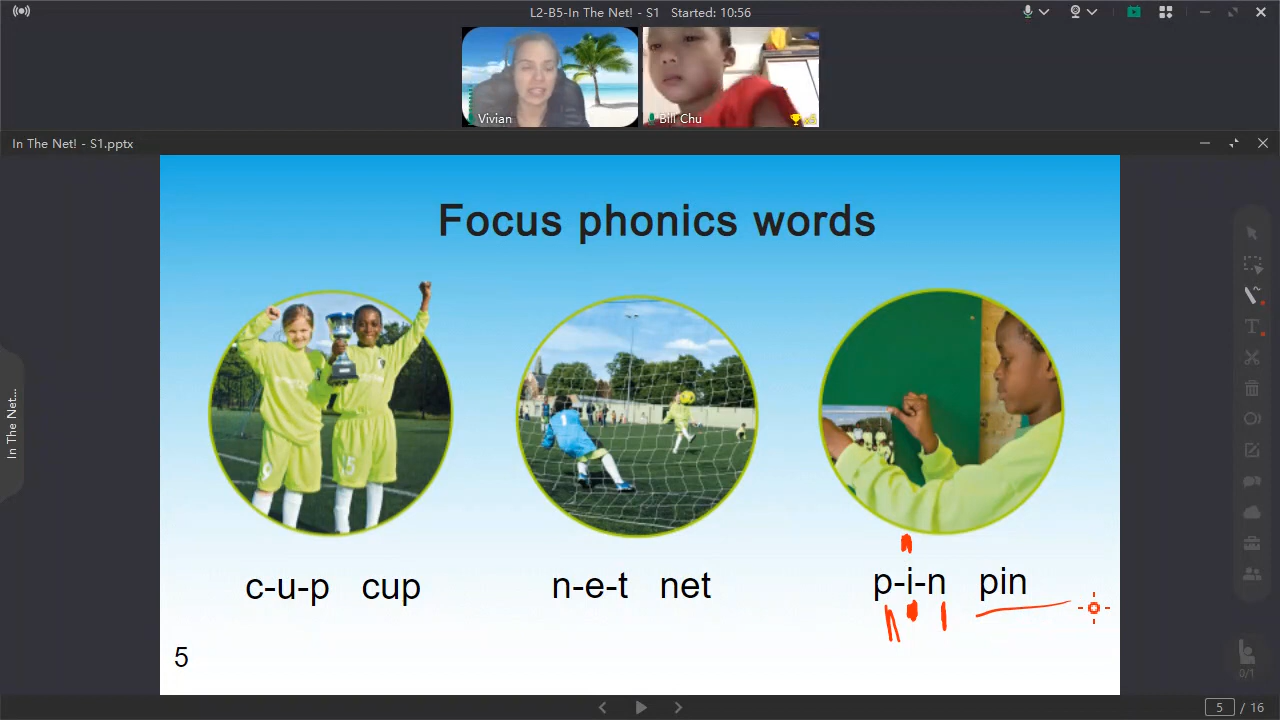 L2-B5-In The Net! - S1 Started: 10:56
Vivian
Bill Chu
In The Net! - S1.pptx
Focus phonics words
In The Net...
c-u-p cup
n-e-t net
p-i-n pin
5
0/1
5 / 16